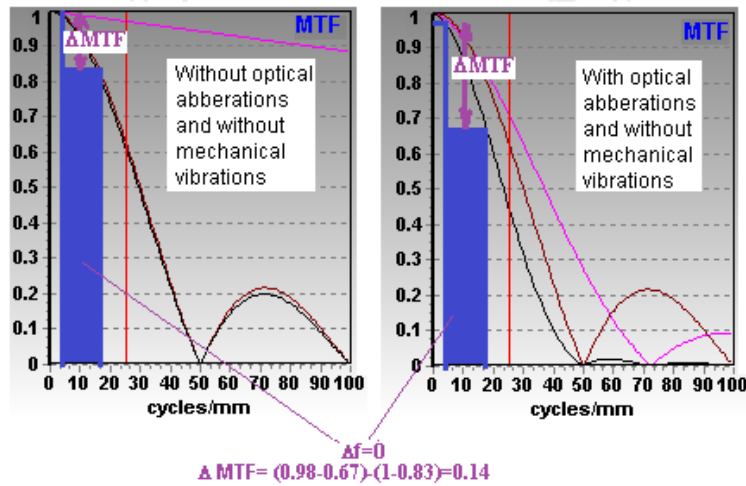 MTF
ΔMTF
Without optical
abberations
and without
mechanical
vibrations
1
0.9
0.8
0.7
0.6
0.5
0.4
0.3
0.2
0.1
0
0 10 20 30 40 50 60 70 80 90 100
cycles/mm
MTF
ΔMTF
With optical
abberations
and without
mechanical
vibrations
1
0.9
0.8
0.7
0.6
0.5
0.4
0.3
0.2
0.1
0
0 10 20 30 40 50 60 70 80 90 100
cycles/mm
Δf=0
Δ MTF= (0.98-0.67)-(1-0.83)=0.14